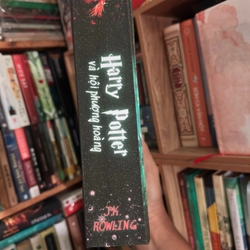 Harry Potter
và hội phượng hoàng
J.K.
ROWLING